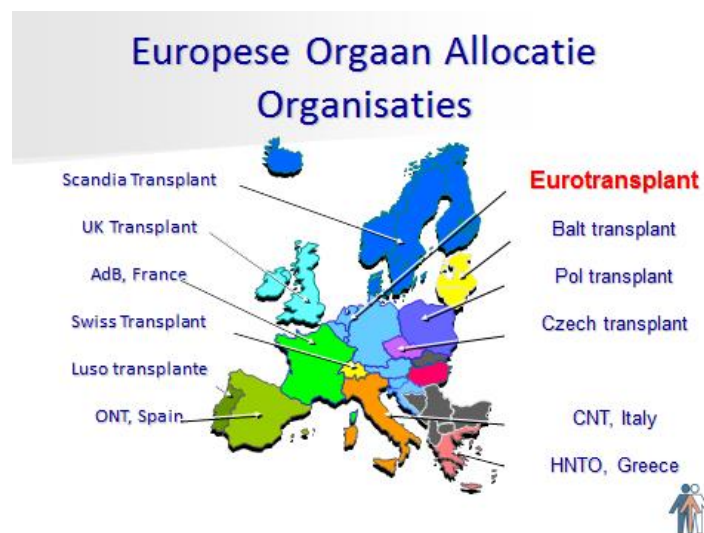 Europese Orgaan Allocatie
Organisaties
Scandia Transplant
UK Transplant
AdB, France
Swiss Transplant
Luso transplante
ONT, Spain
Eurotransplant
Balt transplant
Pol transplant
Czech transplant
CNT, Italy
HNTO, Greece